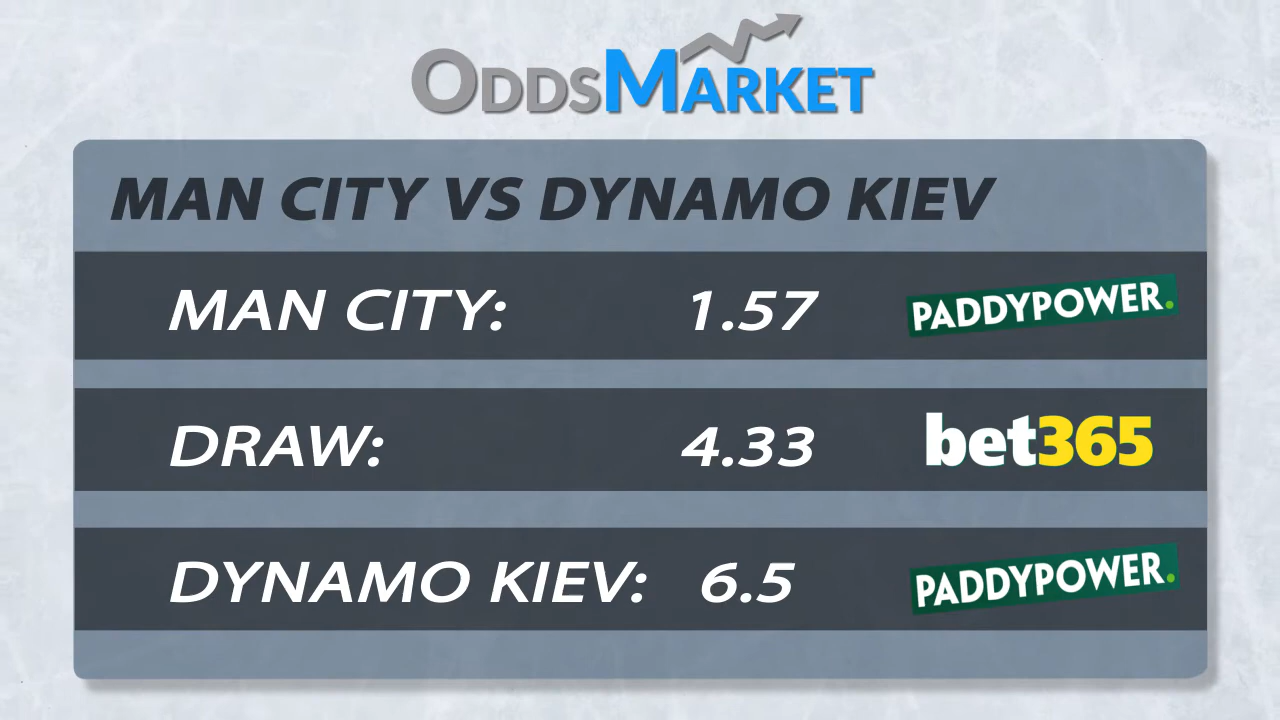 ODDSMARKET
MAN CITY VS DYNAMO KIEV
MAN CITY: 1.57 PADDYPOWER.
DRAW: 4.33 bet365
DYNAMO KIEV: 6.5 PADDYPOWER.